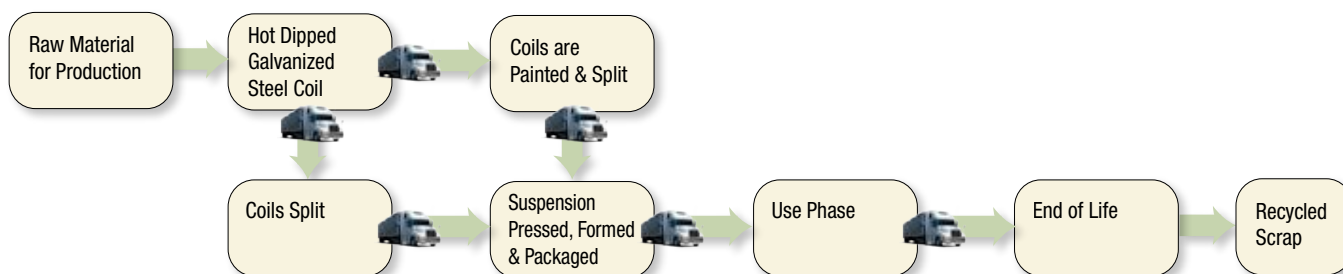 Raw Material
for Production
Hot Dipped
Galvanized
Steel Coil
Coils are
Painted & Split
Coils Split
Suspension
Pressed, Formed
& Packaged
Use Phase
End of Life
Recycled
Scrap